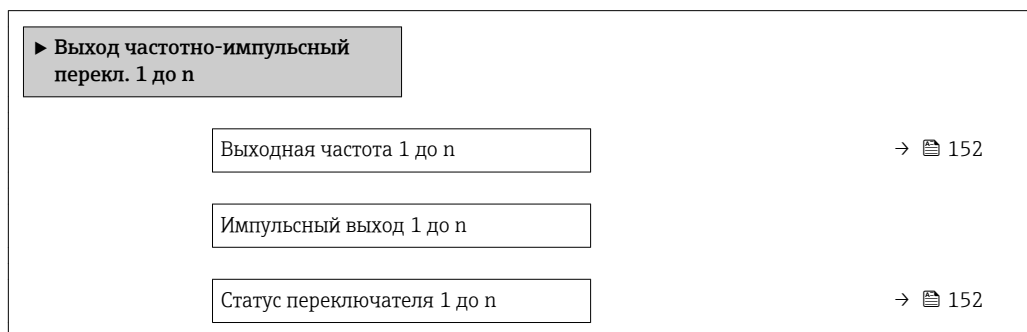 ► Выход частотно-импульсный
перекл. 1 до n
Выходная частота 1 до n → 152
Импульсный выход 1 до n
Статус переключателя 1 до n → 152